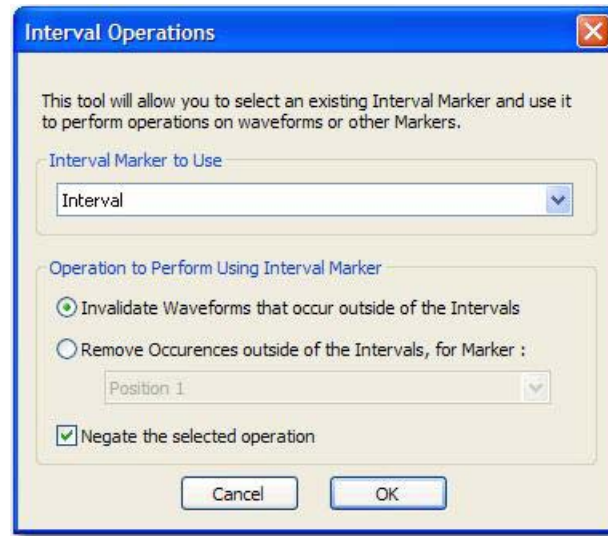 Interval Operations
This tool will allow you to select an existing Interval Marker and use it
to perform operations on waveforms or other Markers.
Interval Marker to Use
Interval
Operation to Perform Using Interval Marker
Invalidate Waveforms that occur outside of the Intervals
Remove Occurences outside of the Intervals, for Marker :
Position 1
Negate the selected operation
Cancel OK